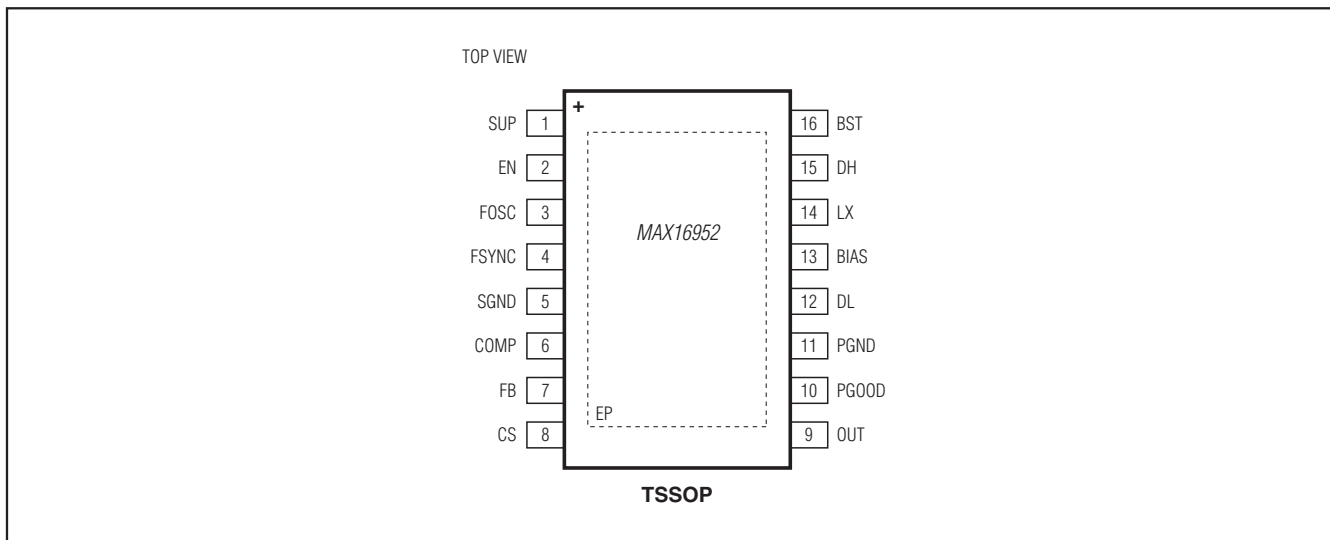 TOP VIEW
+
SUP 1 16 BST
EN 2 15 DH
FOSC 3 14 LX
MAX16952
FSYNC 4 13 BIAS
SGND 5 12 DL
COMP 6 11 PGND
FB 7 10 PGOOD
EP
CS 8 9 OUT
TSSOP